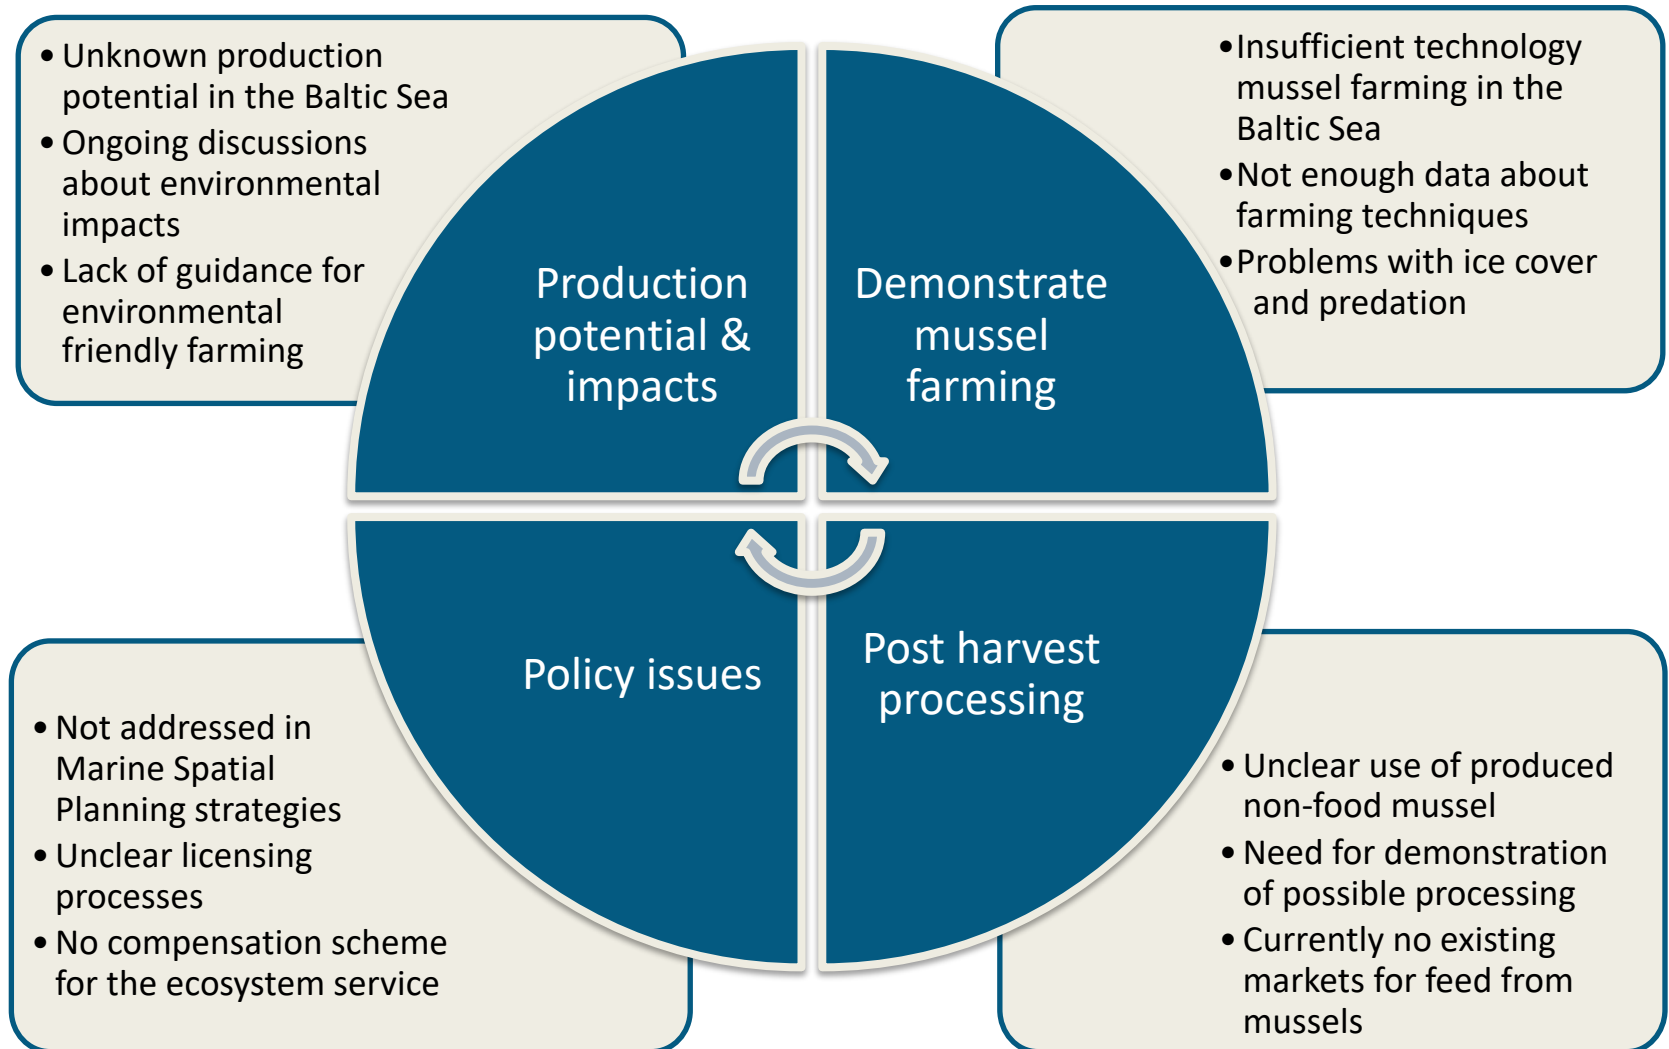 • Unknown production
potential in the Baltic Sea
• Ongoing discussions
about environmental
impacts
• Lack of guidance for
environmental
friendly farming
Production
potential &
impacts
•Insufficient technology
mussel farming in the
Baltic Sea
•Not enough data about
farming techniques
•Problems with ice cover
and predation
Demonstrate
mussel
farming
Policy issues
• Not addressed in
Marine Spatial
Planning strategies
• Unclear licensing
processes
• No compensation scheme
for the ecosystem service
Post harvest
processing
• Unclear use of produced
non-food mussel
• Need for demonstration
of possible processing
• Currently no existing
markets for feed from
mussels